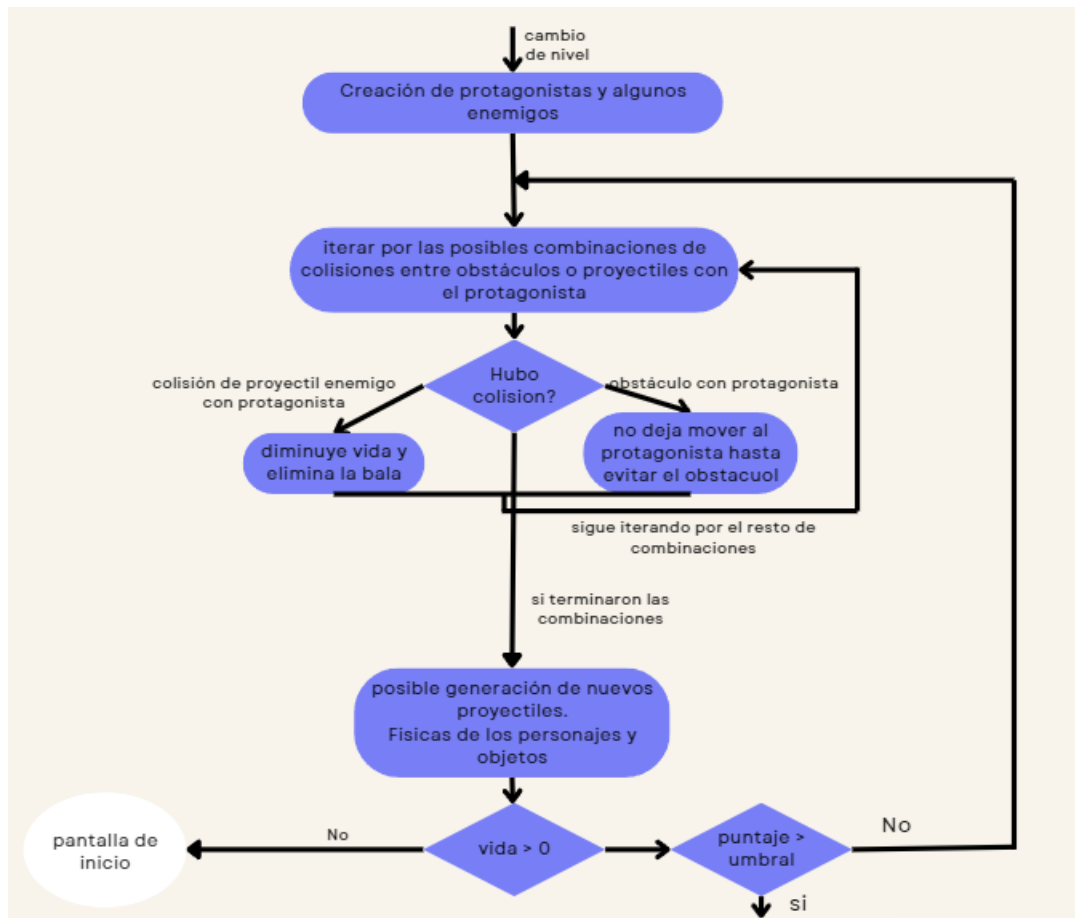 cambio
de nivel
Creación de protagonistas y algunos
enemigos
iterar por las posibles combinaciones de
colisiones entre obstáculos o proyectiles con
el protagonista
Hubo
colision?
colisión de proyectil enemigo
con protagonista
obstáculo con protagonista
diminuye vida y
elimina la bala
no deja mover al
protagonista hasta
evitar el obstacuol
sigue iterando por el resto de
combinaciones
si terminaron las
combinaciones
posible generación de nuevos
proyectiles.
Fisicas de los personajes y
objetos
pantalla de
inicio
No
vida > 0
puntaje >
umbral
No
si